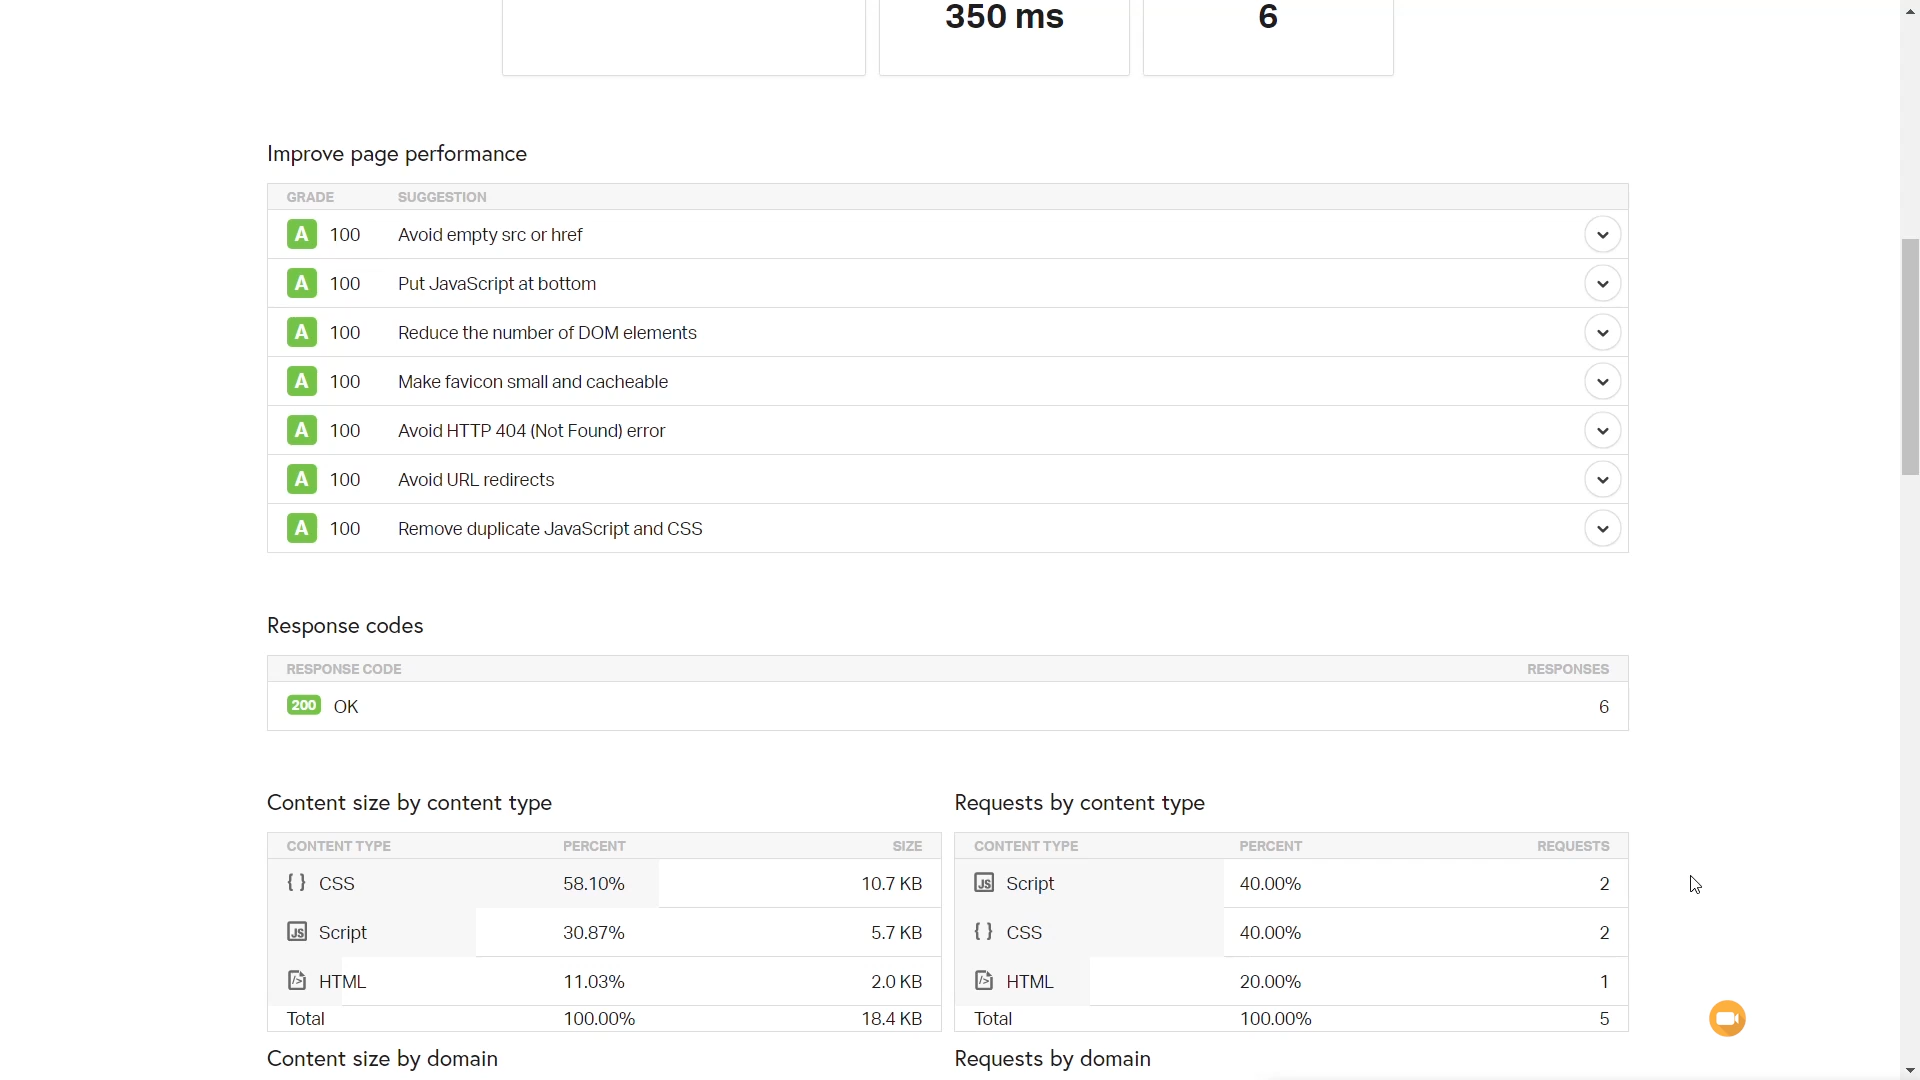 350 ms
6
Improve page performance
GRADE SUGGESTION
A 100 Avoid empty src or href
A 100 Put JavaScript at bottom
A 100 Reduce the number of DOM elements
A 100 Make favicon small and cacheable
A 100 Avoid HTTP 404 (Not Found) error
A 100 Avoid URL redirects
A 100 Remove duplicate JavaScript and CSS
Response codes
RESPONSE CODE RESPONSES
200 OK 6
Content size by content type
CONTENT TYPE PERCENT SIZE
{ } CSS 58.10% 10.7 KB
JS Script 30.87% 5.7 KB
</> HTML 11.03% 2.0 KB
Total 100.00% 18.4 KB
Requests by content type
CONTENT TYPE PERCENT REQUESTS
JS Script 40.00% 2
{ } CSS 40.00% 2
</> HTML 20.00% 1
Total 100.00% 5
Content size by domain
Requests by domain